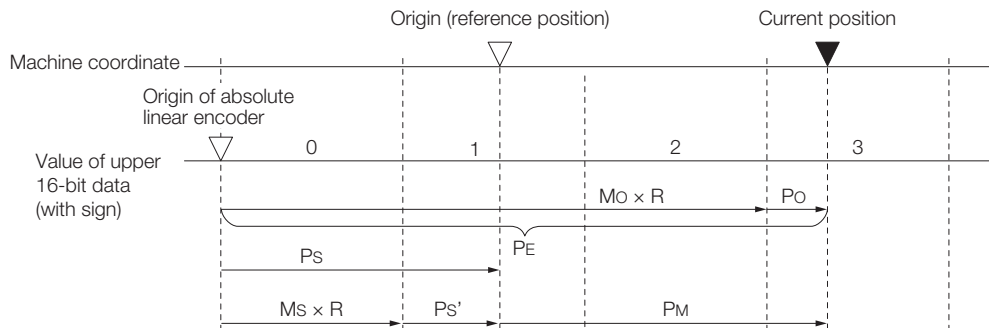 Origin (reference position)
Current position
Machine coordinate
Origin of absolute
linear encoder
0
1
2
3
Value of upper
16-bit data
(with sign)
MO × R
PO
PE
PS
MS × R
PS'
PM